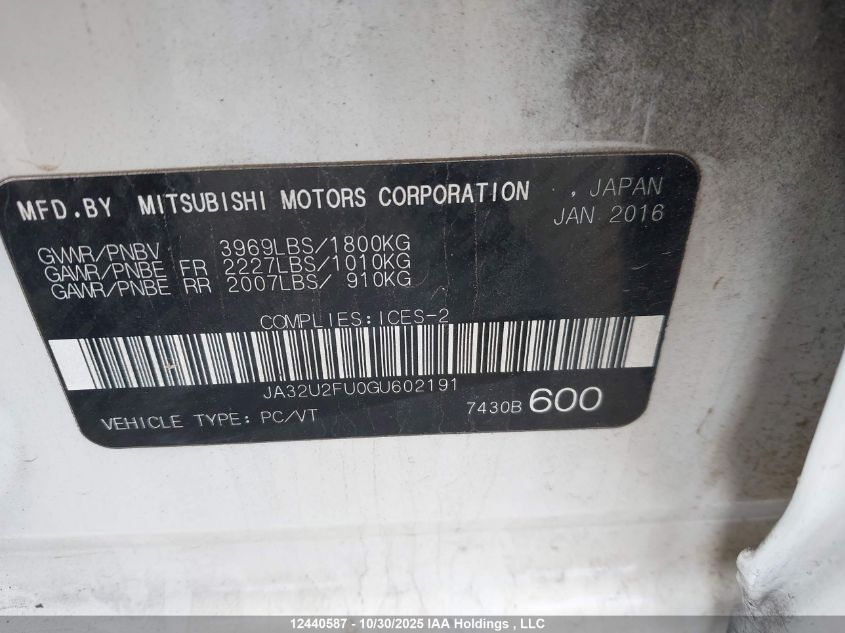 MFD.BY MITSUBISHI MOTORS CORPORATION , JAPAN
JAN 2016
GVWR/PNBV 3969LBS/1800KG
GAWR/PNBE FR 2227LBS/1010KG
GAWR/PNBE RR 2007LBS/ 910KG
COMPLIES:ICES-2
JA32U2FU0GU602191
VEHICLE TYPE: PC/VT 7430B 600
12440587 - 10/30/2025 IAA Holdings , LLC